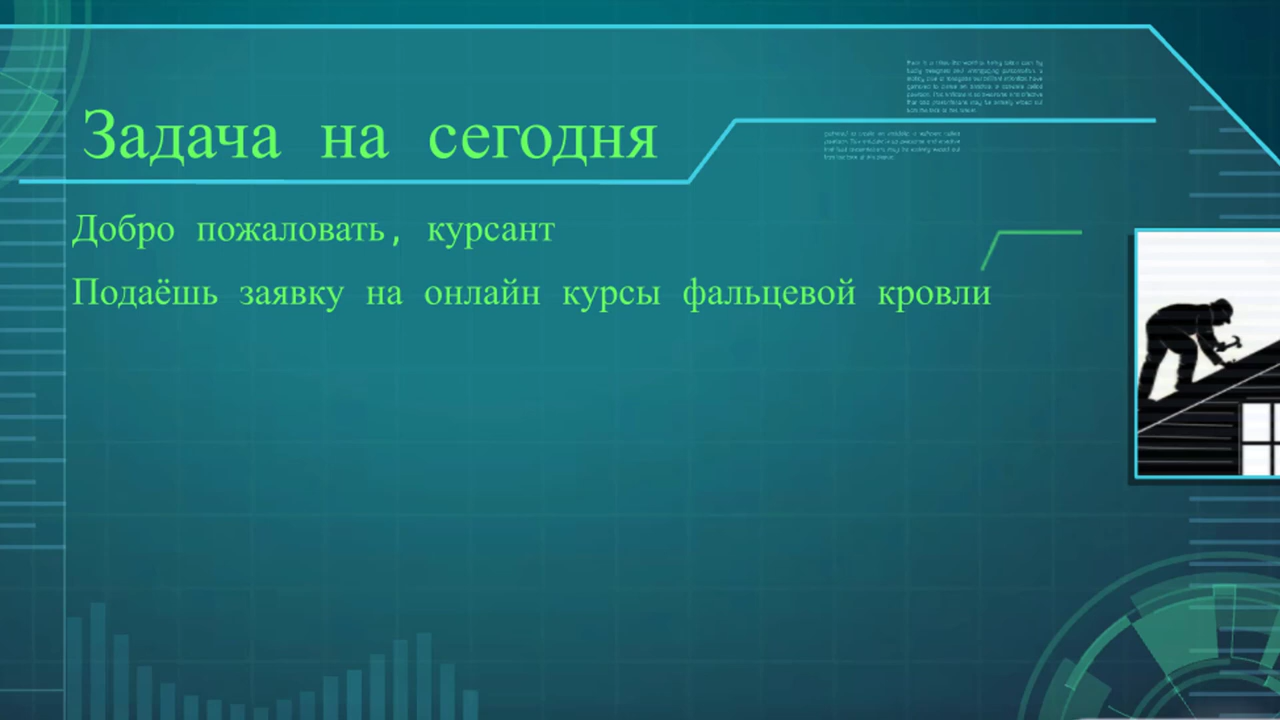 Задача на сегодня
Добро пожаловать, курсант
Подаёшь заявку на онлайн курсы фальцевой кровли